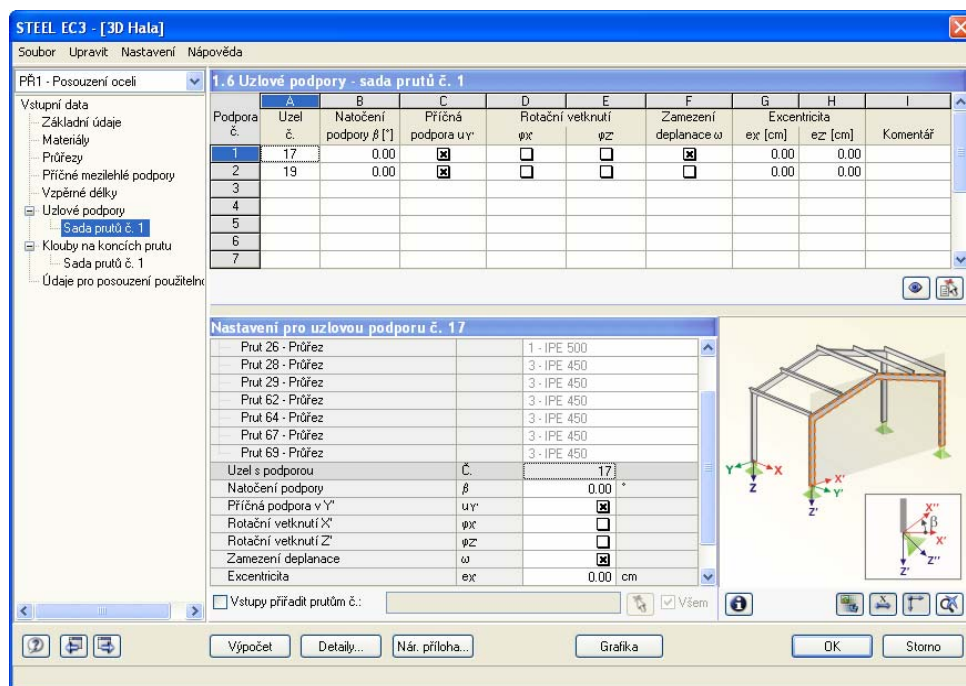 STEEL EC3 - [3D Hala]
Soubor Upravit Nastavení Nápověda
PŘ1 - Posouzení oceli
Vstupní data
Základní údaje
Materiály
Průřezy
Příčné mezilehlé podpory
Vzpěrné délky
Uzlové podpory
Sada prutů č. 1
Klouby na koncích prutu
Sada prutů č. 1
Údaje pro posouzení použitelno
1.6 Uzlové podpory - sada prutů č. 1
A B C D E F G H I
Podpora Uzel Natočení Příčná Rotační vetknutí Zamezení Excentricita
č. č. podpory β [°] podpora uY' φX' φZ' deplanace ω eX [cm] eZ [cm] Komentář
1 17 0.00 0.00 0.00
2 19 0.00 0.00 0.00
3
4
5
6
7
Nastavení pro uzlovou podporu č. 17
Prut 26 - Průřez 1 - IPE 500
Prut 28 - Průřez 3 - IPE 450
Prut 29 - Průřez 3 - IPE 450
Prut 62 - Průřez 3 - IPE 450
Prut 64 - Průřez 3 - IPE 450
Prut 67 - Průřez 3 - IPE 450
Prut 69 - Průřez 3 - IPE 450
Uzel s podporou Č. 17
Natočení podpory β 0.00 °
Příčná podpora v Y' uY'
Rotační vetknutí X' φX'
Rotační vetknutí Z' φZ'
Zamezení deplanace ω
Excentricita eX 0.00 cm
Vstupy přiřadit prutům č.: Všem
Y X
Z
X'
Y'
Z'
X''
β
X'
Z''
Z'
Výpočet Detaily... Nár. příloha... Grafika OK Storno